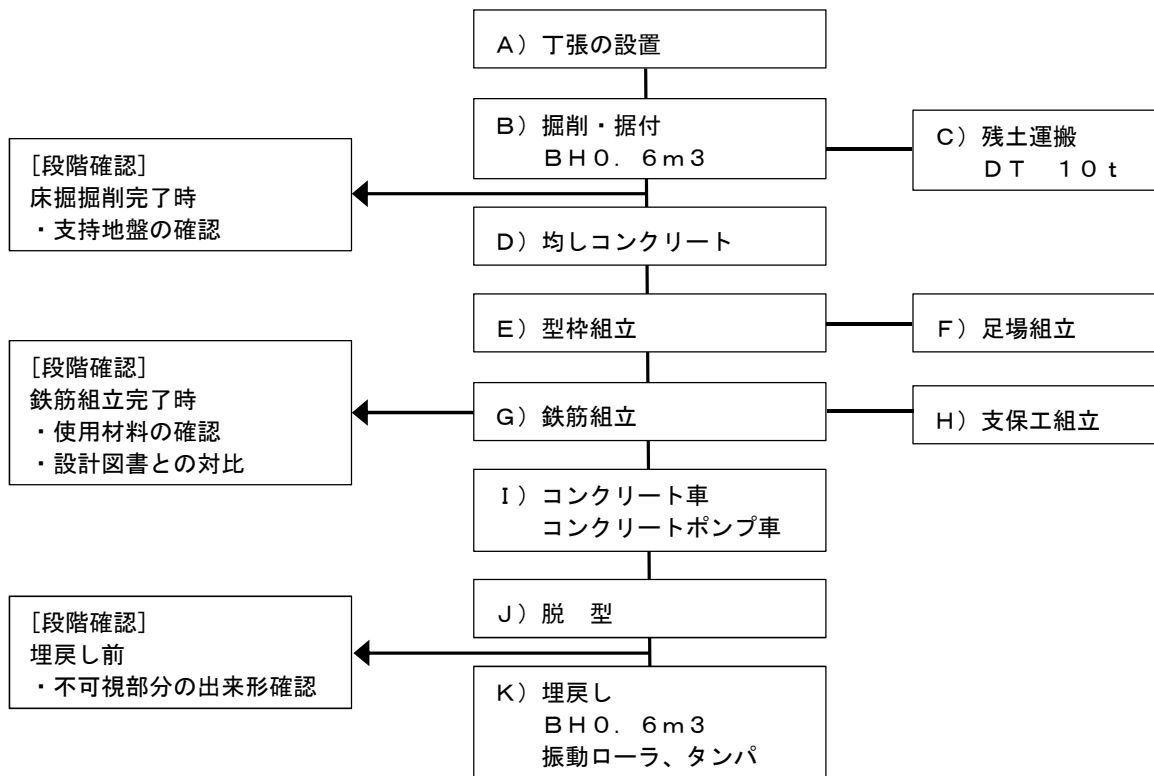 A)丁張の設置
B)掘削・据付
BH0.6m3
C)残土運搬
DT 10t
[段階確認]
床掘掘削完了時
・支持地盤の確認
D)均しコンクリート
E)型枠組立
F)足場組立
[段階確認]
鉄筋組立完了時
・使用材料の確認
・設計図書との対比
G)鉄筋組立
H)支保工組立
I)コンクリート車
コンクリートポンプ車
J)脱 型
[段階確認]
埋戻し前
・不可視部分の出来形確認
K)埋戻し
BH0.6m3
振動ローラ、タンパ